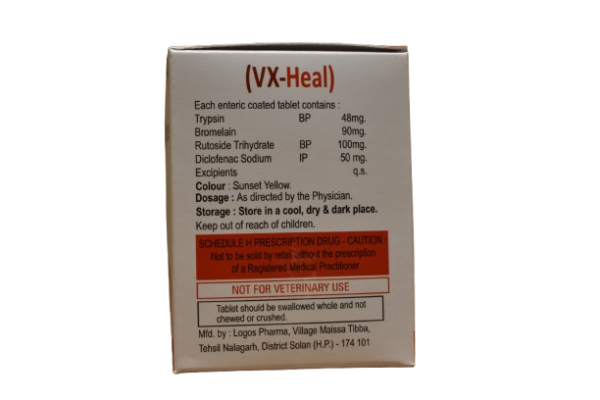 (VX-Heal)
Each enteric coated tablet contains :
Trypsin BP 48mg.
Bromelain 90mg.
Rutoside Trihydrate BP 100mg.
Diclofenac Sodium IP 50 mg.
Excipients q.s.
Colour : Sunset Yellow.
Dosage : As directed by the Physician.
Storage : Store in a cool, dry & dark place.
Keep out of reach of children.
SCHEDULE H PRESCRIPTION DRUG - CAUTION :
Not to be sold by retail without the prescription
of a Registered Medical Practitioner.
NOT FOR VETERINARY USE
Tablet should be swallowed whole and not
chewed or crushed.
Mfd. by : Logos Pharma, Village Maissa Tibba,
Tehsil Nalagarh, District Solan (H.P.) - 174 101